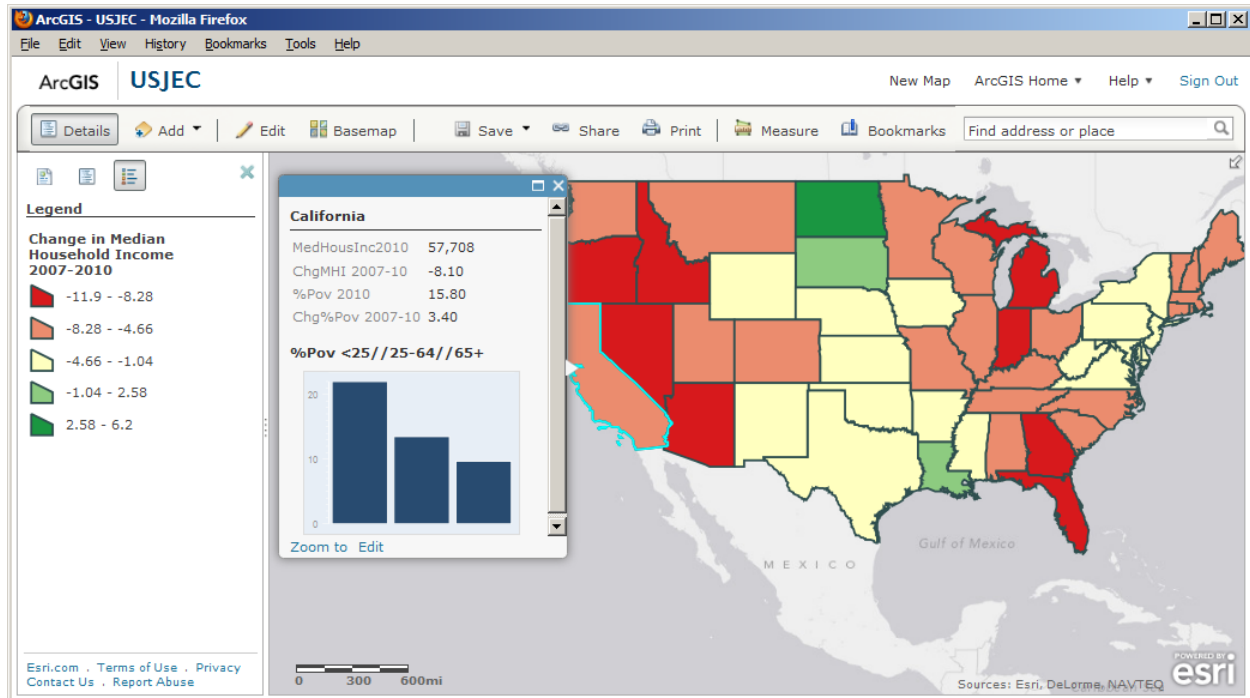 ArcGIS - USJEC - Mozilla Firefox
File Edit View History Bookmarks Tools Help
ArcGIS USJEC New Map ArcGIS Home Help Sign Out
Details Add Edit Basemap Save Share Print Measure Bookmarks Find address or place
Legend
Change in Median
Household Income
2007-2010
-11.9 - -8.28
-8.28 - -4.66
-4.66 - -1.04
-1.04 - 2.58
2.58 - 6.2
California
MedHousInc2010 57,708
ChgMHI 2007-10 -8.10
%Pov 2010 15.80
Chg%Pov 2007-10 3.40
%Pov <25//25-64//65+
20
10
0
Zoom to Edit
Gulf of Mexico
MEXICO
Esri.com . Terms of Use . Privacy
Contact Us . Report Abuse
0 300 600mi
Sources: Esri, DeLorme, NAVTEQ
POWERED BY
esri